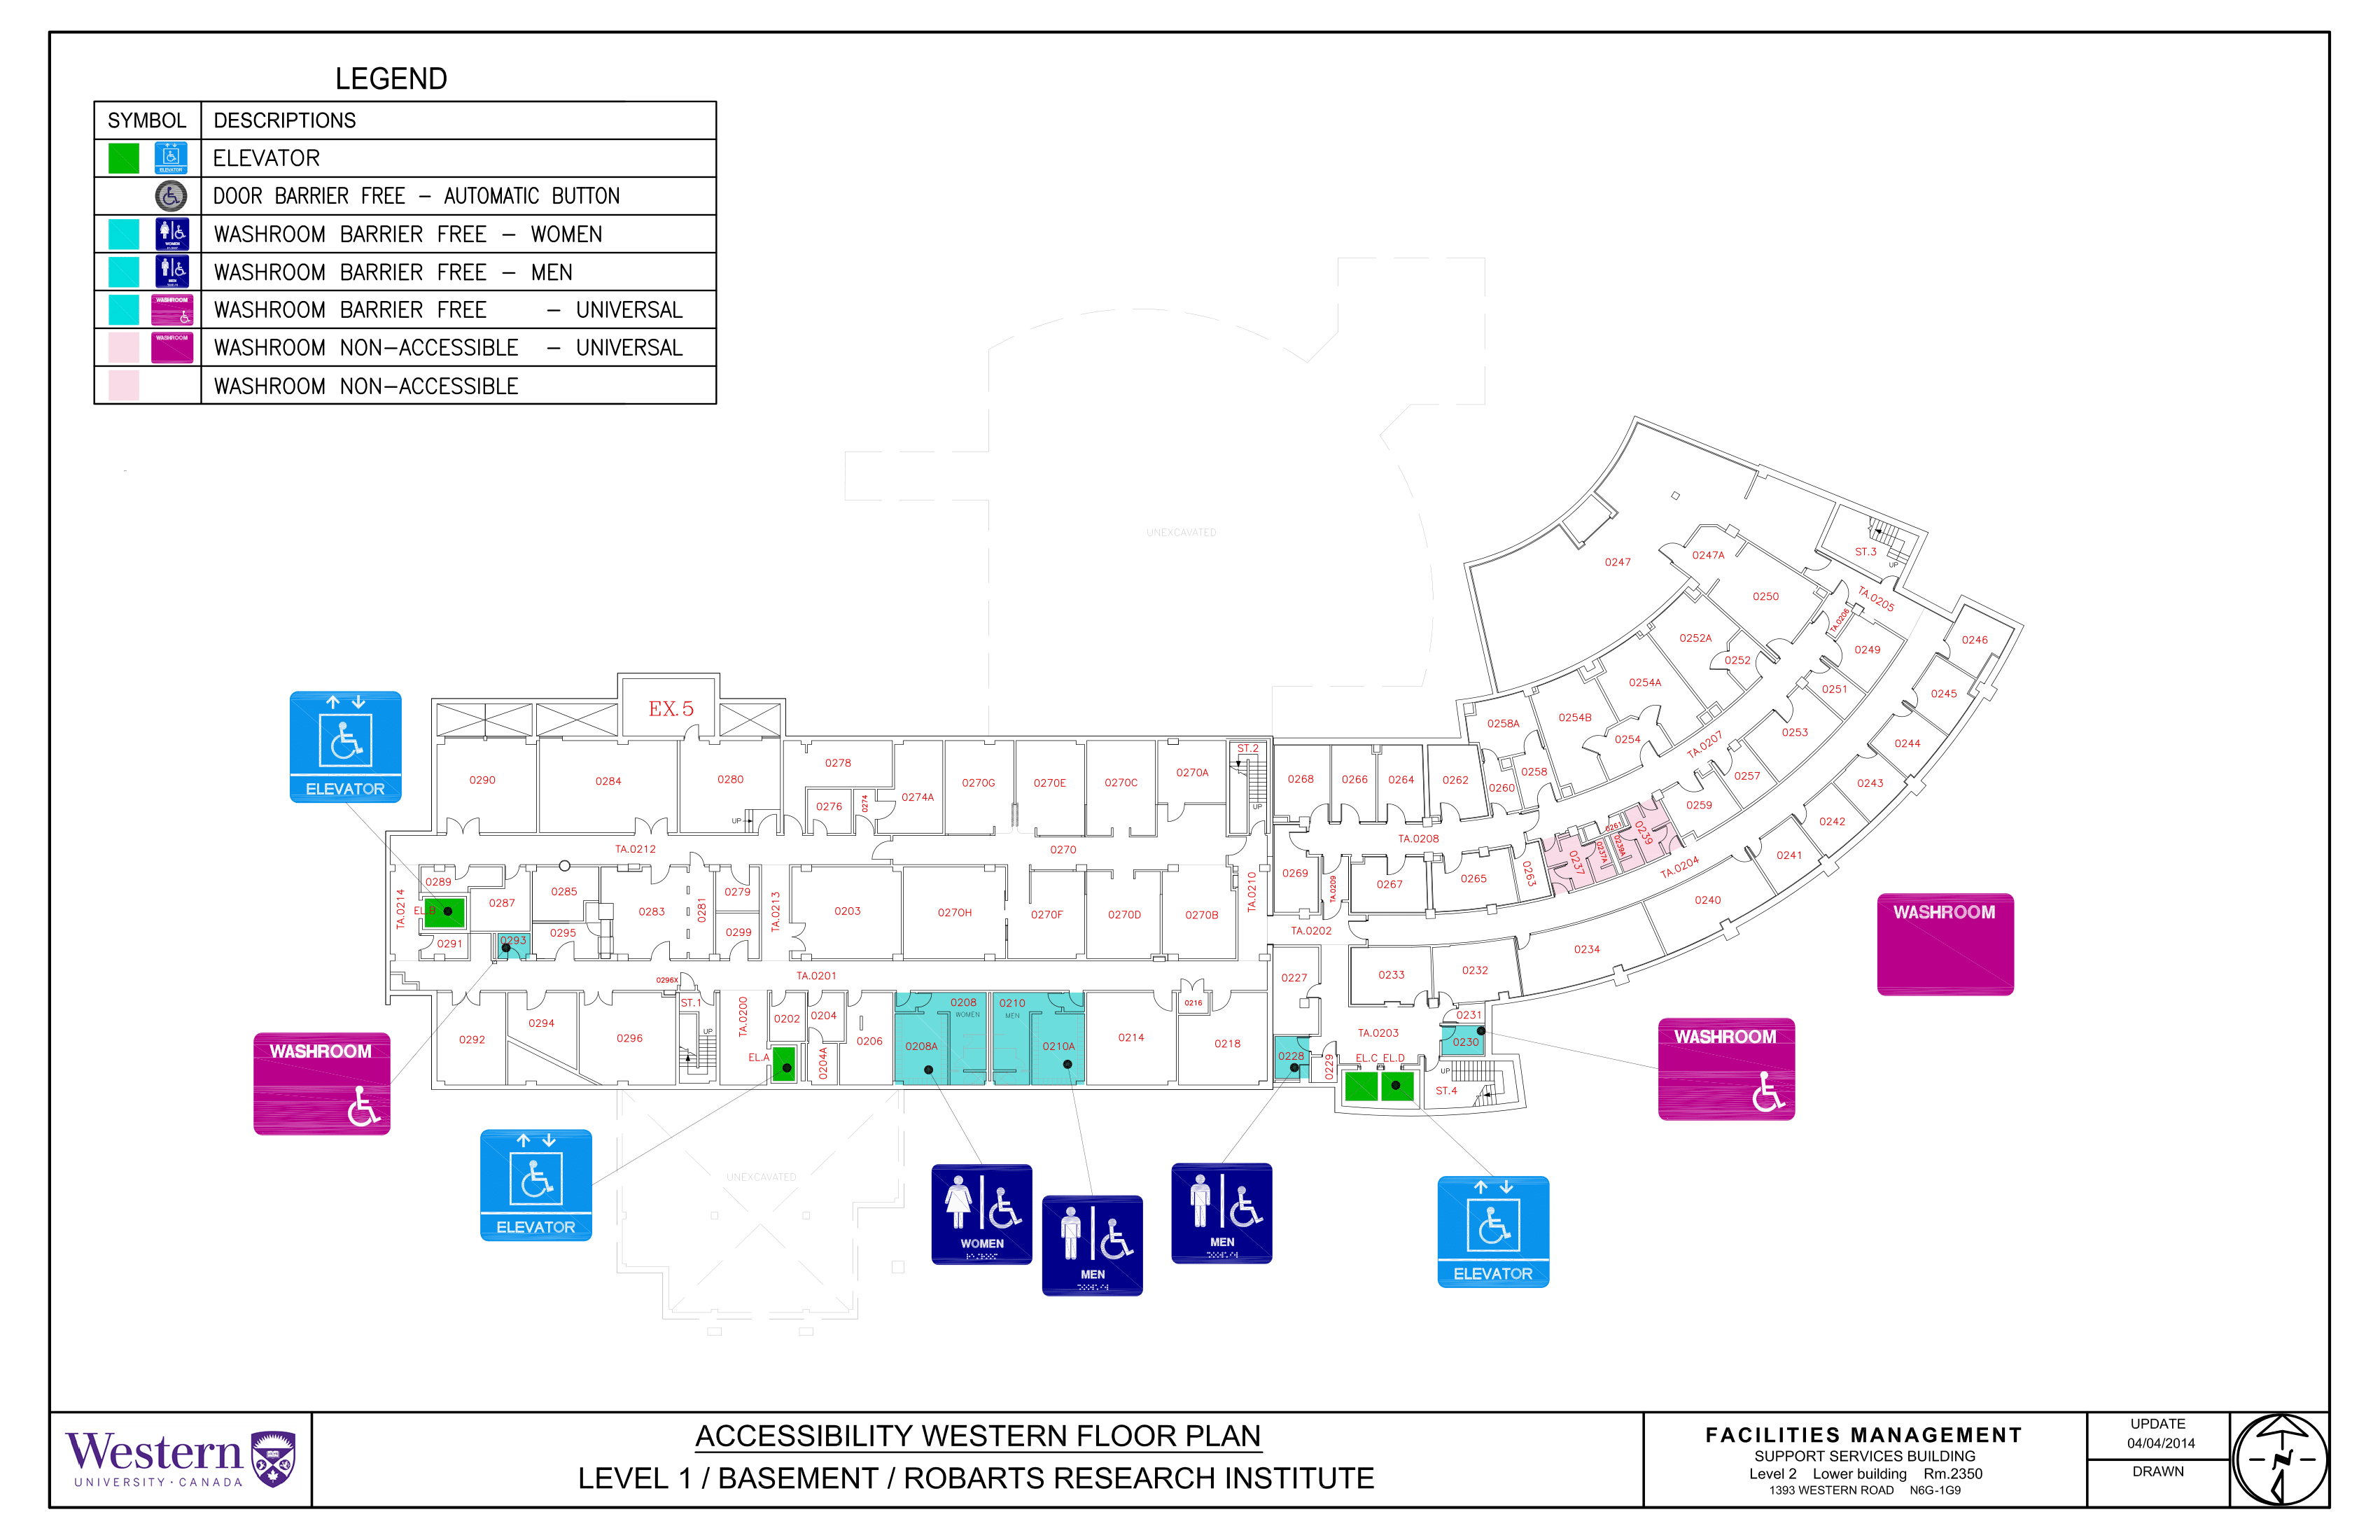 LEGEND
SYMBOL DESCRIPTIONS
ELEVATOR ELEVATOR
DOOR BARRIER FREE - AUTOMATIC BUTTON
WOMEN WASHROOM BARRIER FREE - WOMEN
MEN WASHROOM BARRIER FREE - MEN
WASHROOM WASHROOM BARRIER FREE - UNIVERSAL
WASHROOM WASHROOM NON-ACCESSIBLE - UNIVERSAL
WASHROOM NON-ACCESSIBLE
UNEXCAVATED
ST.3
UP
0247
0247A
0250
TA.0205
TA.0206
0246
0249
0252A
0252
0245
0251
0254A
0254B
0254
0253
0244
TA.0207
0258A
0258
0260
0257
0243
0259
0242
0261
0239
0239A
0237
0237A
TA.0204
0241
0240
0234
EX.5
ELEVATOR
0290
0284
0280
UP
0278
0276
0274
0274A
0270G
0270E
0270C
0270A
ST.2
UP
0268
0266
0264
0262
TA.0212
0270
TA.0208
0289
TA.0214
EL.B
0287
0285
0283
0281
0279
TA.0213
0203
0270H
0270F
0270D
0270B
TA.0210
0269
TA.0209
0267
0265
0263
0291
0293
0295
0299
TA.0202
TA.0201
0296X
0227
0233
0232
WASHROOM
ST.1
UP
TA.0200
0202
0204
0204A
0206
0208
WOMEN
0208A
0210
MEN
0210A
0214
0216
0218
0292
0294
0296
EL.A
0228
0229
TA.0203
0231
0230
EL.C EL.D
UP
ST.4
WASHROOM
WASHROOM
UNEXCAVATED
ELEVATOR
WOMEN
MEN
MEN
ELEVATOR
Western
UNIVERSITY · CANADA
ACCESSIBILITY WESTERN FLOOR PLAN
LEVEL 1 / BASEMENT / ROBARTS RESEARCH INSTITUTE
FACILITIES MANAGEMENT
SUPPORT SERVICES BUILDING
Level 2 Lower building Rm.2350
1393 WESTERN ROAD N6G-1G9
UPDATE
04/04/2014
DRAWN
N